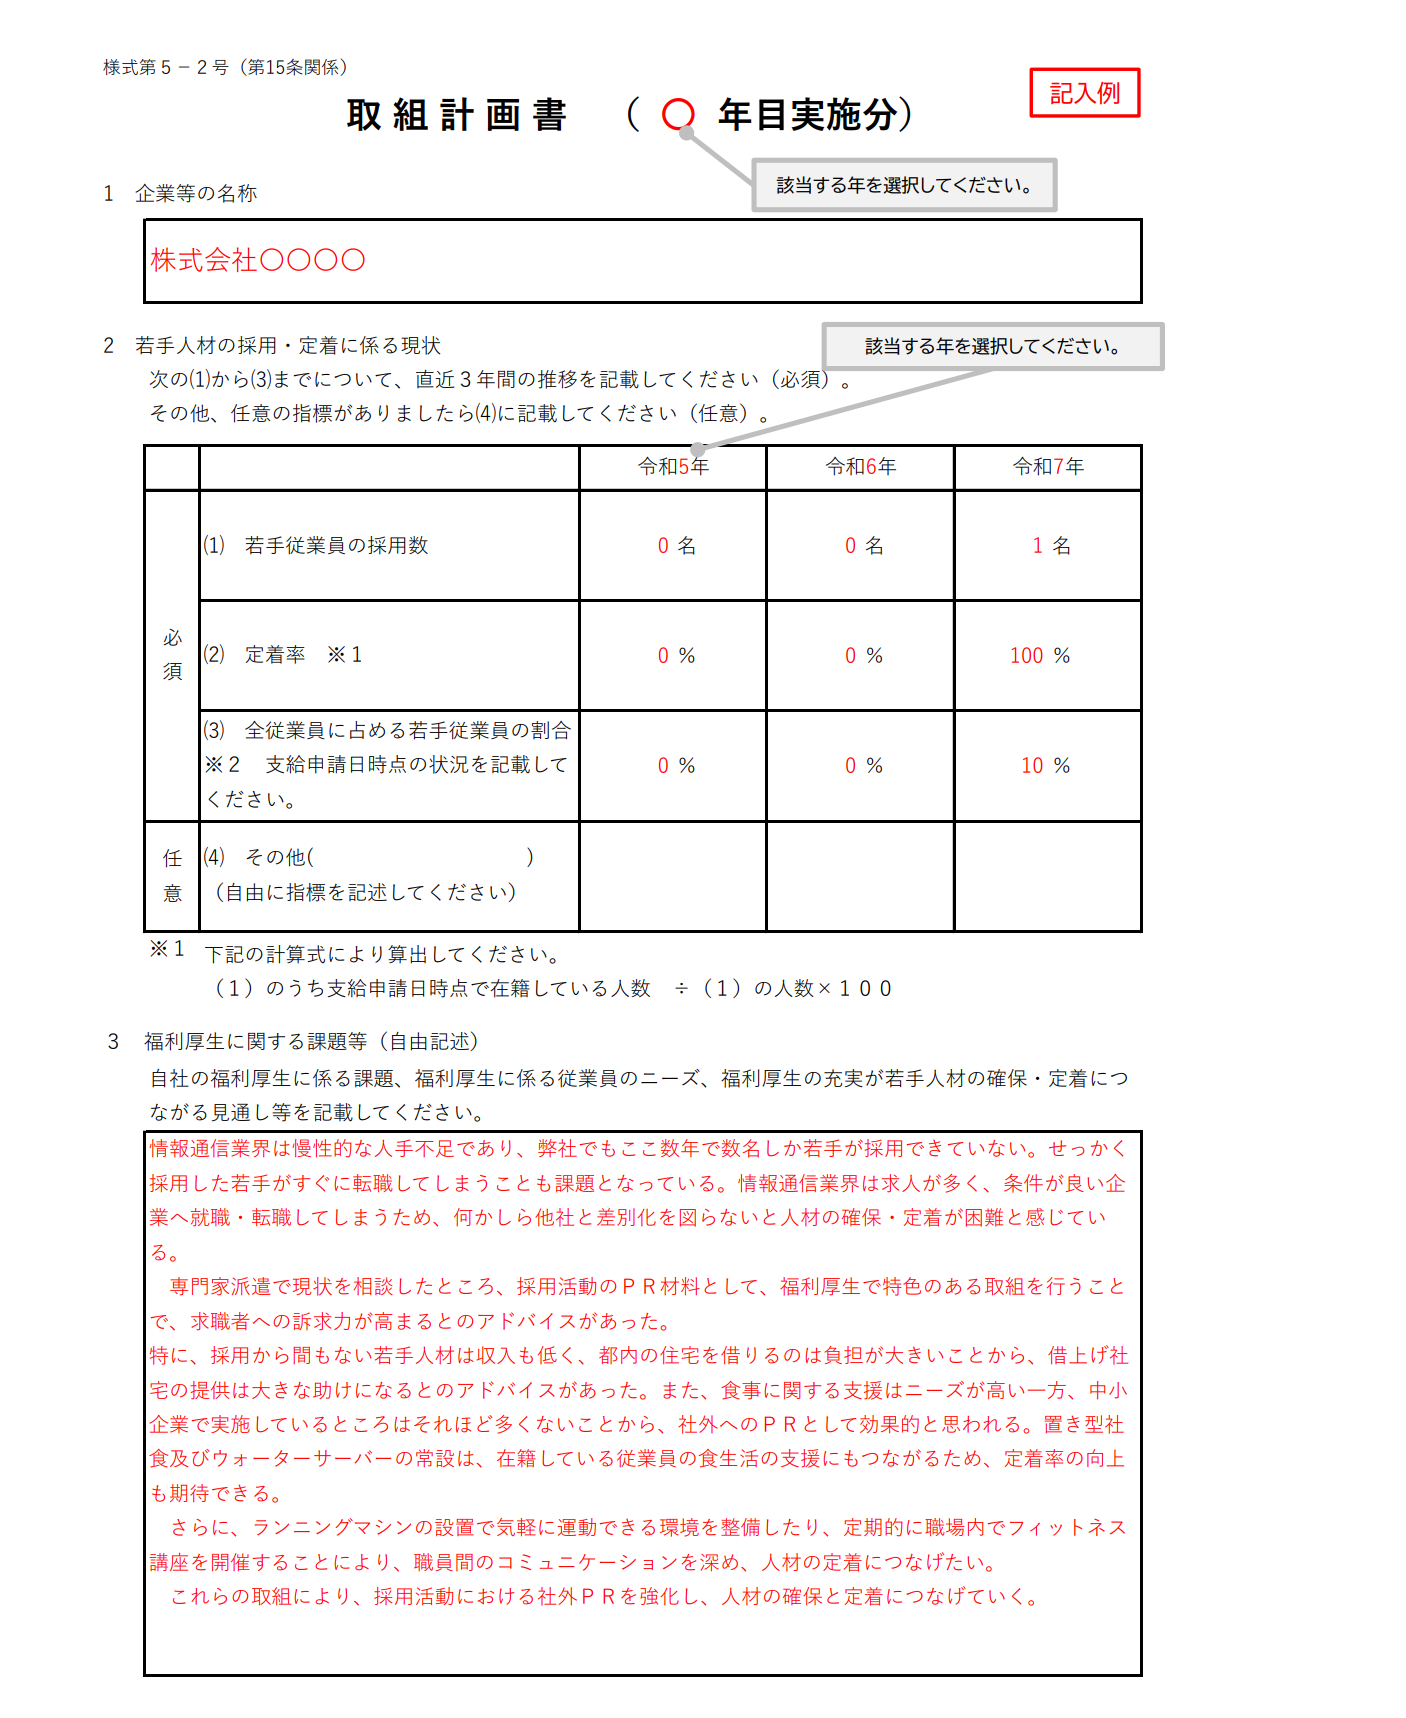 様式第５－２号（第15条関係）
記入例
取組計画書　（ 〇 年目実施分）
該当する年を選択してください。
1　企業等の名称
株式会社〇〇〇〇
2　若手人材の採用・定着に係る現状
該当する年を選択してください。
次の⑴から⑶までについて、直近３年間の推移を記載してください（必須）。
その他、任意の指標がありましたら⑷に記載してください（任意）。
令和5年　令和6年　令和7年
必須
⑴　若手従業員の採用数　0 名　0 名　1 名
⑵　定着率　※１　0 %　0 %　100 %
⑶　全従業員に占める若手従業員の割合
※２　支給申請日時点の状況を記載して
ください。
0 %　0 %　10 %
任意
⑷　その他(　　　　　　　　　　)
（自由に指標を記述してください）
※１　下記の計算式により算出してください。
（１）のうち支給申請日時点で在籍している人数　÷（１）の人数×１００
3　福利厚生に関する課題等（自由記述）
自社の福利厚生に係る課題、福利厚生に係る従業員のニーズ、福利厚生の充実が若手人材の確保・定着につ
ながる見通し等を記載してください。
情報通信業界は慢性的な人手不足であり、弊社でもここ数年で数名しか若手が採用できていない。せっかく
採用した若手がすぐに転職してしまうことも課題となっている。情報通信業界は求人が多く、条件が良い企
業へ就職・転職してしまうため、何かしら他社と差別化を図らないと人材の確保・定着が困難と感じてい
る。
　専門家派遣で現状を相談したところ、採用活動のＰＲ材料として、福利厚生で特色のある取組を行うこと
で、求職者への訴求力が高まるとのアドバイスがあった。
特に、採用から間もない若手人材は収入も低く、都内の住宅を借りるのは負担が大きいことから、借上げ社
宅の提供は大きな助けになるとのアドバイスがあった。また、食事に関する支援はニーズが高い一方、中小
企業で実施しているところはそれほど多くないことから、社外へのＰＲとして効果的と思われる。置き型社
食及びウォーターサーバーの常設は、在籍している従業員の食生活の支援にもつながるため、定着率の向上
も期待できる。
　さらに、ランニングマシンの設置で気軽に運動できる環境を整備したり、定期的に職場内でフィットネス
講座を開催することにより、職員間のコミュニケーションを深め、人材の定着につなげたい。
　これらの取組により、採用活動における社外ＰＲを強化し、人材の確保と定着につなげていく。